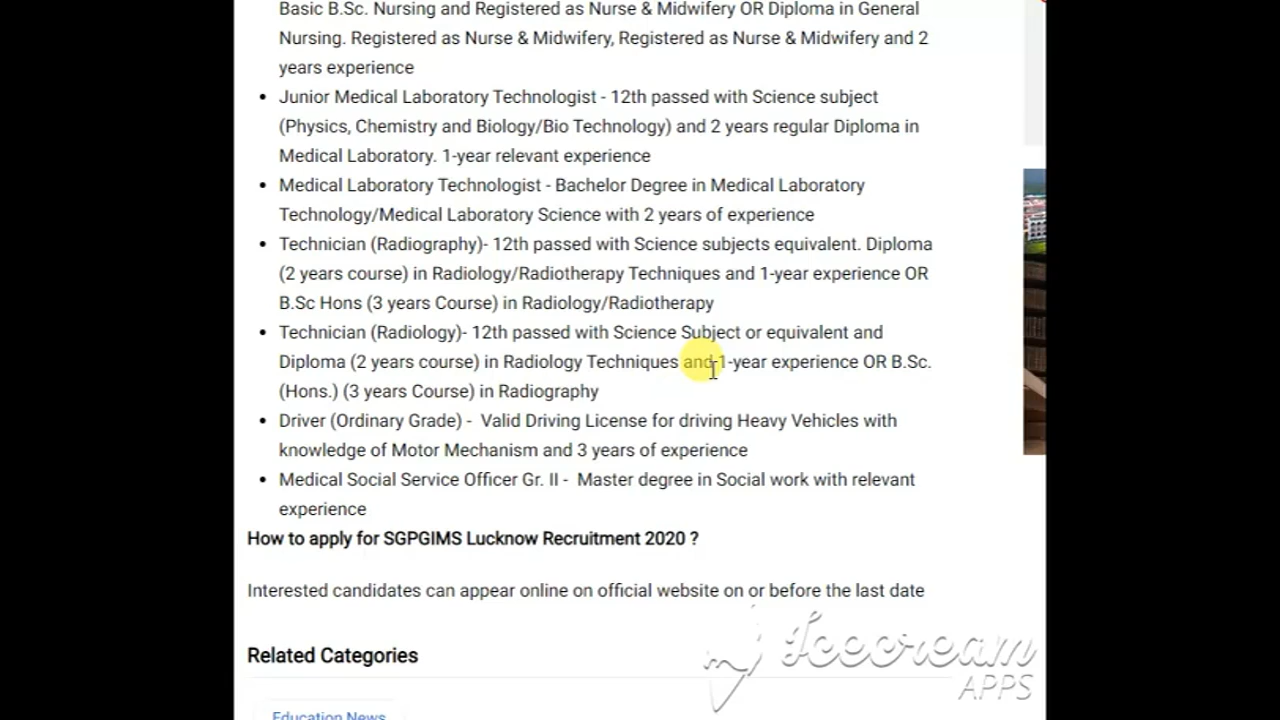 Basic B.Sc. Nursing and Registered as Nurse & Midwifery OR Diploma in General
Nursing. Registered as Nurse & Midwifery, Registered as Nurse & Midwifery and 2
years experience
• Junior Medical Laboratory Technologist - 12th passed with Science subject
(Physics, Chemistry and Biology/Bio Technology) and 2 years regular Diploma in
Medical Laboratory. 1-year relevant experience
• Medical Laboratory Technologist - Bachelor Degree in Medical Laboratory
Technology/Medical Laboratory Science with 2 years of experience
• Technician (Radiography)- 12th passed with Science subjects equivalent. Diploma
(2 years course) in Radiology/Radiotherapy Techniques and 1-year experience OR
B.Sc Hons (3 years Course) in Radiology/Radiotherapy
• Technician (Radiology)- 12th passed with Science Subject or equivalent and
Diploma (2 years course) in Radiology Techniques and 1-year experience OR B.Sc.
(Hons.) (3 years Course) in Radiography
• Driver (Ordinary Grade) - Valid Driving License for driving Heavy Vehicles with
knowledge of Motor Mechanism and 3 years of experience
• Medical Social Service Officer Gr. II - Master degree in Social work with relevant
experience
How to apply for SGPGIMS Lucknow Recruitment 2020 ?
Interested candidates can appear online on official website on or before the last date
Icecream
APPS
Related Categories
Education News